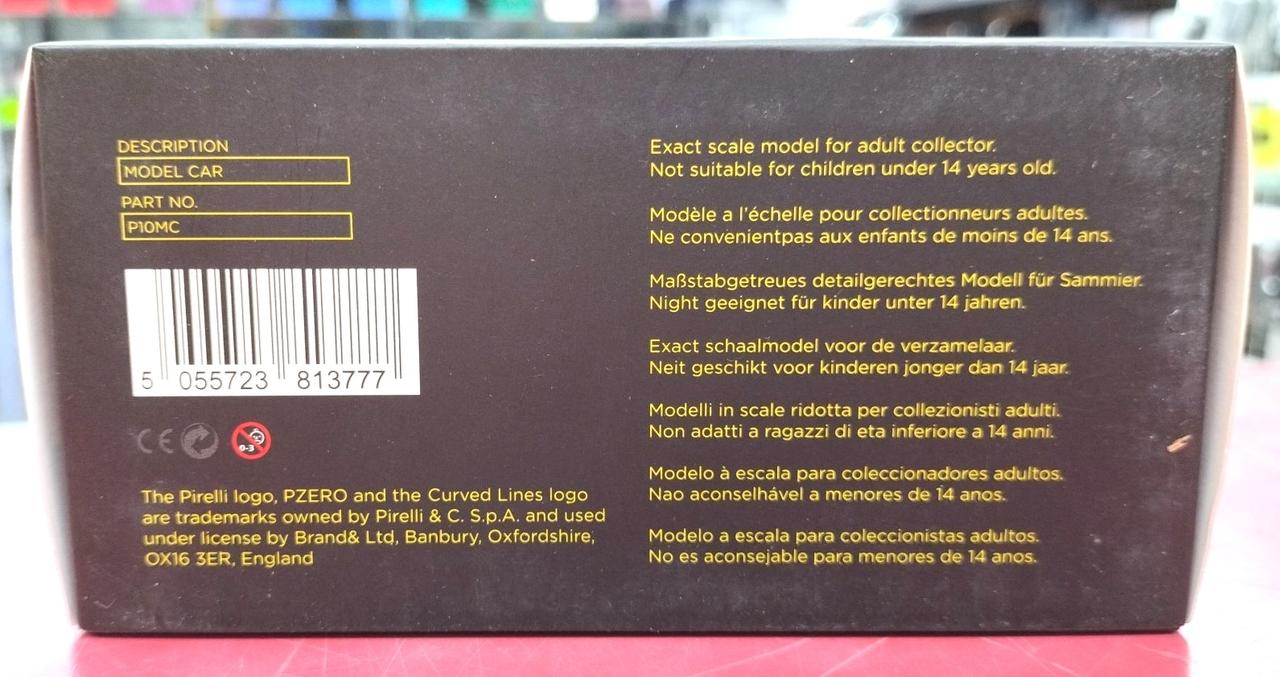 DESCRIPTION
MODEL CAR
PART NO.
P10MC
5 055723 813777
CE
0-3
The Pirelli logo, PZERO and the Curved Lines logo
are trademarks owned by Pirelli & C. S.p.A. and used
under license by Brand& Ltd, Banbury, Oxfordshire,
OX16 3ER, England
Exact scale model for adult collector.
Not suitable for children under 14 years old.
Modèle a l'échelle pour collectionneurs adultes.
Ne convenientpas aux enfants de moins de 14 ans.
Maßstabgetreues detailgerechtes Modell für Sammier.
Night geeignet für kinder unter 14 jahren.
Exact schaalmodel voor de verzamelaar.
Neit geschikt voor kinderen jonger dan 14 jaar.
Modelli in scale ridotta per collezionisti adulti.
Non adatti a ragazzi di eta inferiore a 14 anni.
Modelo à escala para coleccionadores adultos.
Nao aconselhável a menores de 14 anos.
Modelo a escala para coleccionistas adultos.
No es aconsejable para menores de 14 anos.